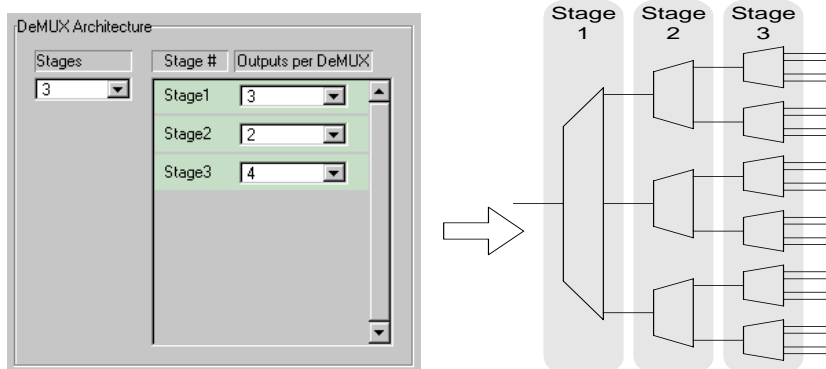 DeMUX Architecture
Stages
Stage #
Outputs per DeMUX
3
Stage1
3
Stage2
2
Stage3
4
Stage
1
Stage
2
Stage
3